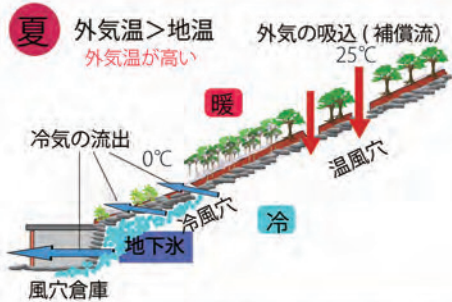 夏 外気温＞地温
外気温が高い
外気の吸込(補償流)
25℃
暖
冷気の流出
0℃
温風穴
冷風穴
冷
地下氷
風穴倉庫